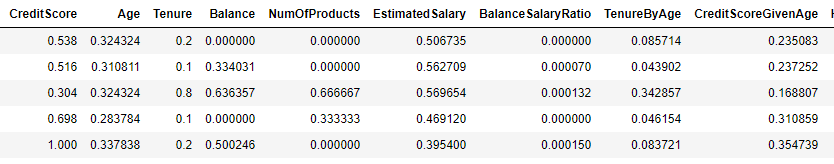 CreditScore Age Tenure Balance NumOfProducts EstimatedSalary BalanceSalaryRatio TenureByAge CreditScoreGivenAge
0.538 0.324324 0.2 0.000000 0.000000 0.506735 0.000000 0.085714 0.235083
0.516 0.310811 0.1 0.334031 0.000000 0.562709 0.000070 0.043902 0.237252
0.304 0.324324 0.8 0.636357 0.666667 0.569654 0.000132 0.342857 0.168807
0.698 0.283784 0.1 0.000000 0.333333 0.469120 0.000000 0.046154 0.310859
1.000 0.337838 0.2 0.500246 0.000000 0.395400 0.000150 0.083721 0.354739